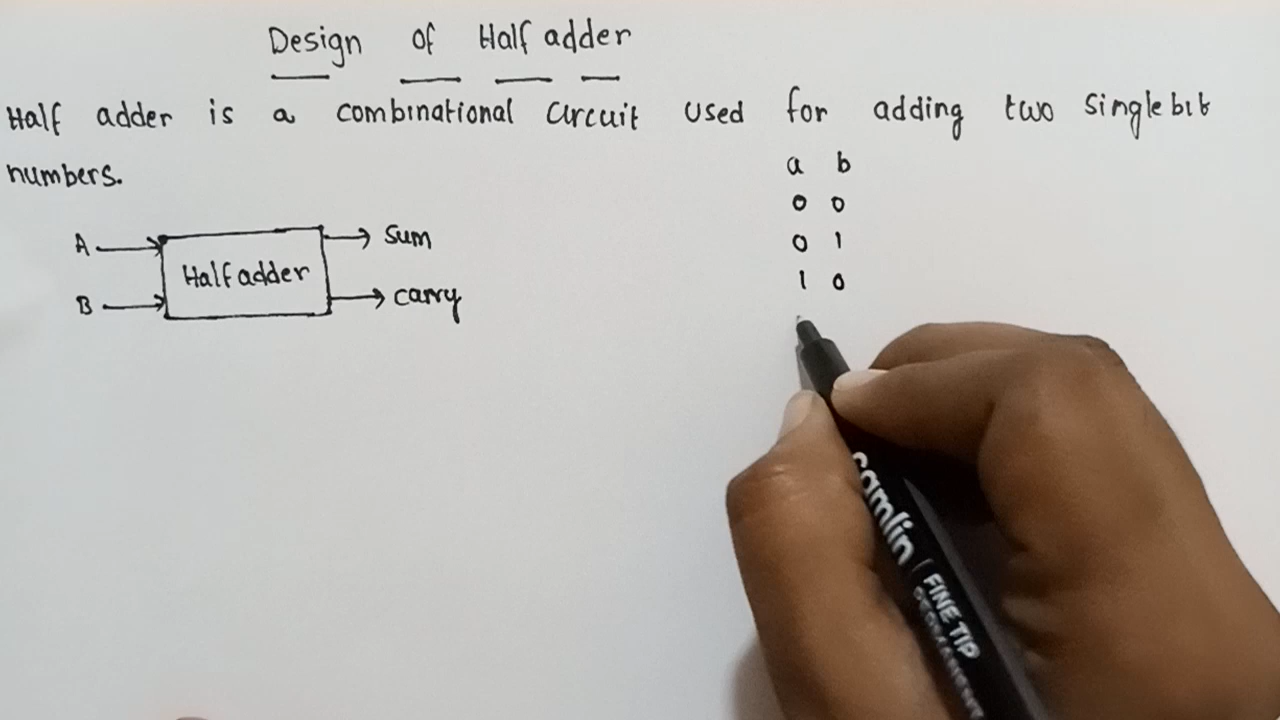 Design of Half adder
Half adder is a combinational circuit used for adding two single bit
numbers.
a b
0 0
0 1
1 0
A
B
Half adder
Sum
carry
camlin
FINE TIP
PERMANENT